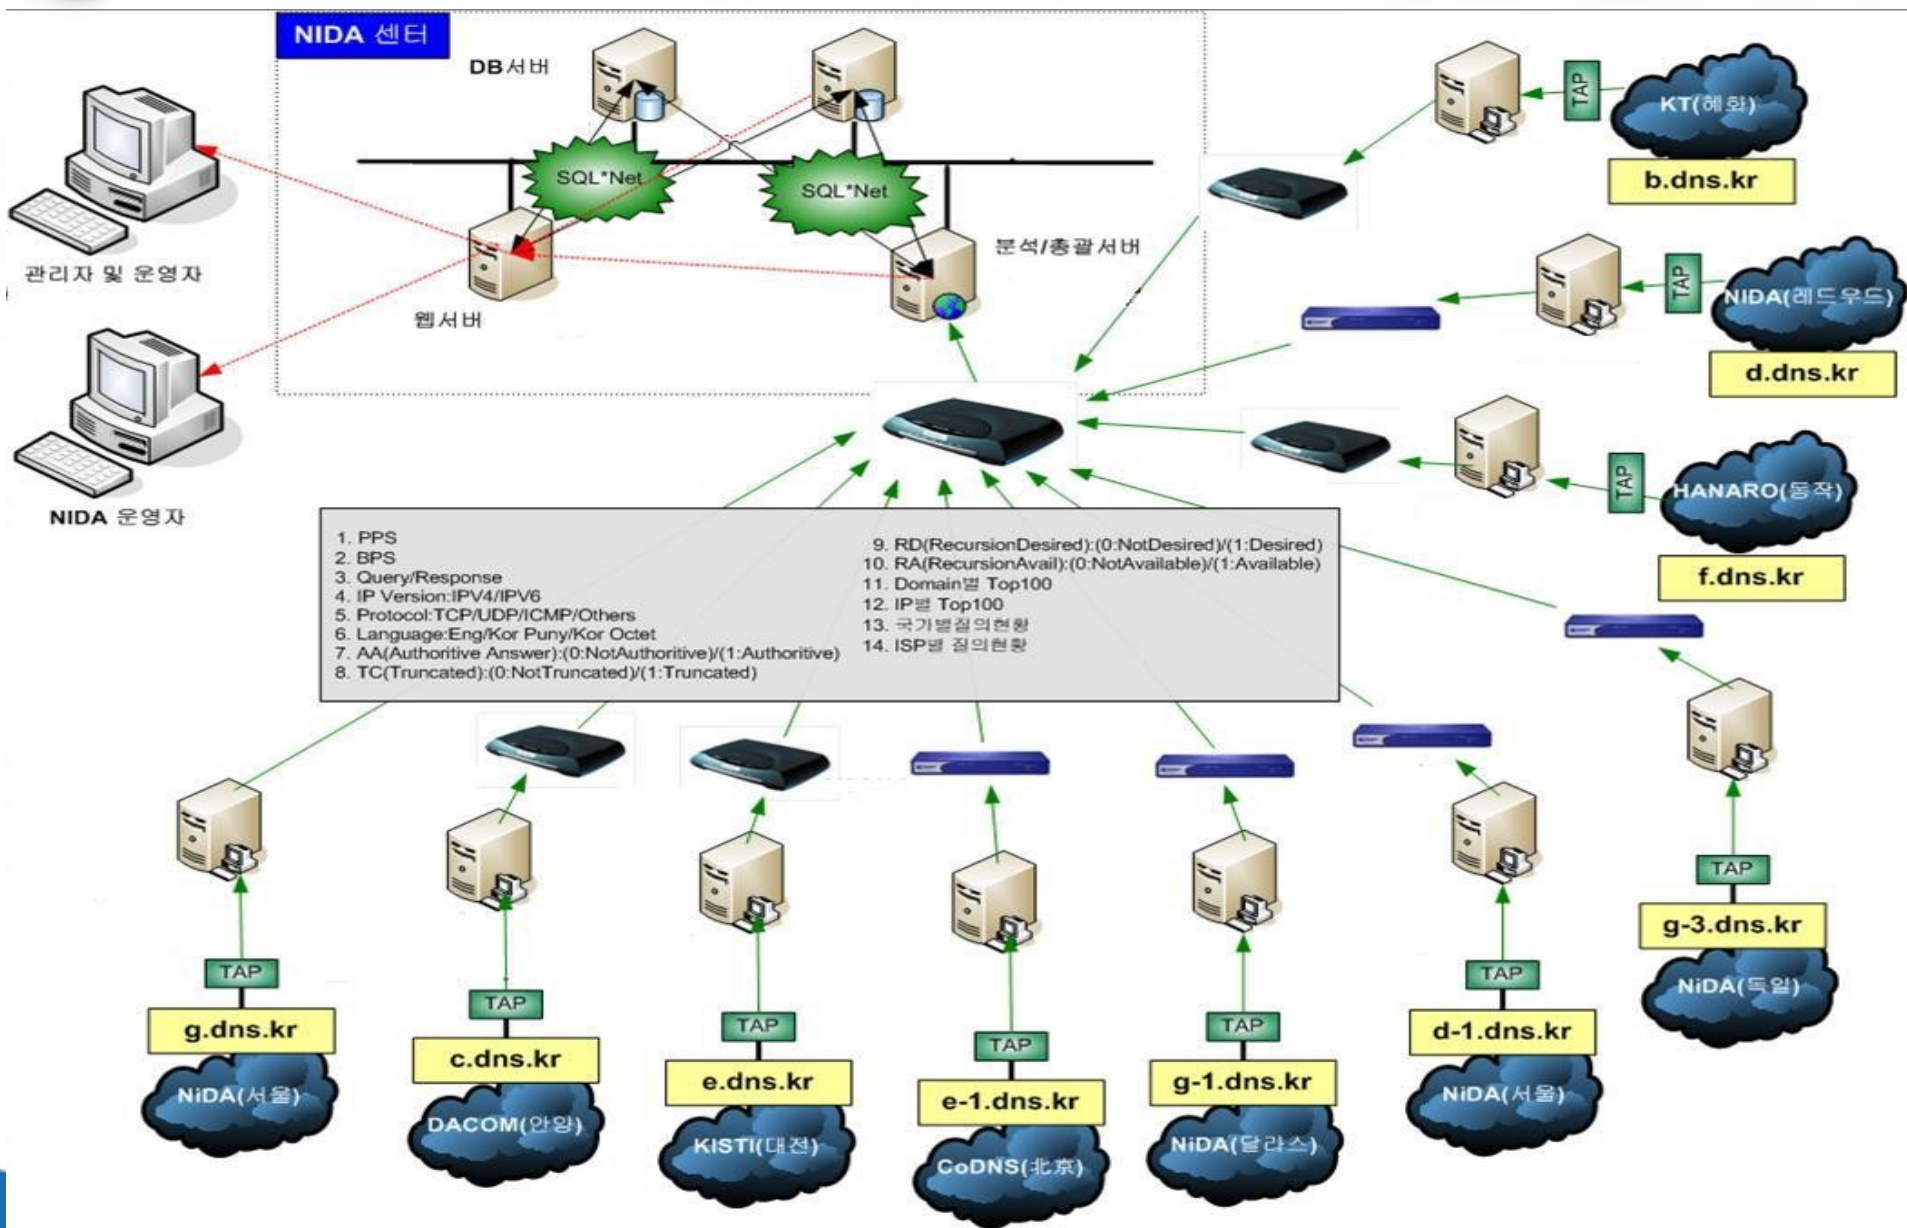 NIDA 센터
DB서버
SQL*Net
SQL*Net
분석/총괄서버
웹서버
관리자 및 운영자
NIDA 운영자
TAP
KT(혜화)
b.dns.kr
TAP
NIDA(레드우드)
d.dns.kr
TAP
HANARO(동작)
f.dns.kr
1. PPS
2. BPS
3. Query/Response
4. IP Version:IPV4/IPV6
5. Protocol:TCP/UDP/ICMP/Others
6. Language:Eng/Kor Puny/Kor Octet
7. AA(Authoritive Answer):(0:NotAuthoritive)/(1:Authoritive)
8. TC(Truncated):(0:NotTruncated)/(1:Truncated)
9. RD(RecursionDesired):(0:NotDesired)/(1:Desired)
10. RA(RecursionAvail):(0:NotAvailable)/(1:Available)
11. Domain별 Top100
12. IP별 Top100
13. 국가별질의현황
14. ISP별 질의현황
TAP
g.dns.kr
NiDA(서울)
TAP
c.dns.kr
DACOM(안양)
TAP
e.dns.kr
KISTI(대전)
TAP
e-1.dns.kr
CoDNS(北京)
TAP
g-1.dns.kr
NiDA(달라스)
TAP
d-1.dns.kr
NiDA(서울)
TAP
g-3.dns.kr
NiDA(독일)